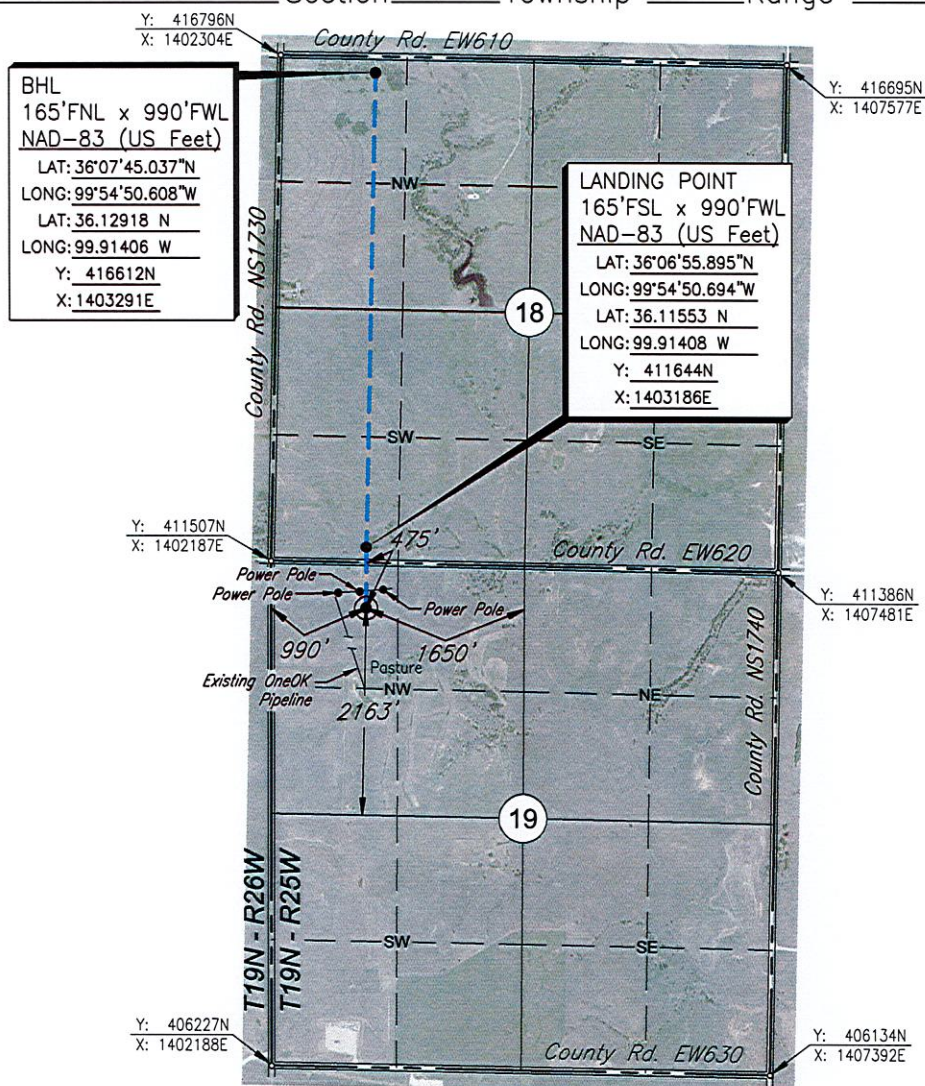 Section Township Range
Y: 416796N
X: 1402304E
County Rd. EW610
Y: 416695N
X: 1407577E
BHL
165'FNL x 990'FWL
NAD-83 (US Feet)
LAT: 36°07'45.037"N
LONG: 99°54'50.608"W
LAT: 36.12918 N
LONG: 99.91406 W
Y: 416612N
X: 1403291E
NW
LANDING POINT
165'FSL x 990'FWL
NAD-83 (US Feet)
LAT: 36°06'55.895"N
LONG: 99°54'50.694"W
LAT: 36.11553 N
LONG: 99.91408 W
Y: 411644N
X: 1403186E
County Rd. NS1730
18
SW
SE
Y: 411507N
X: 1402187E
475'
County Rd. EW620
Power Pole
Power Pole
Power Pole
Y: 411386N
X: 1407481E
990'
1650'
Pasture
Existing OneOK
Pipeline
NW
NE
2163'
County Rd. NS1740
19
T19N - R26W
T19N - R25W
SW
SE
Y: 406227N
X: 1402188E
County Rd. EW630
Y: 406134N
X: 1407392E